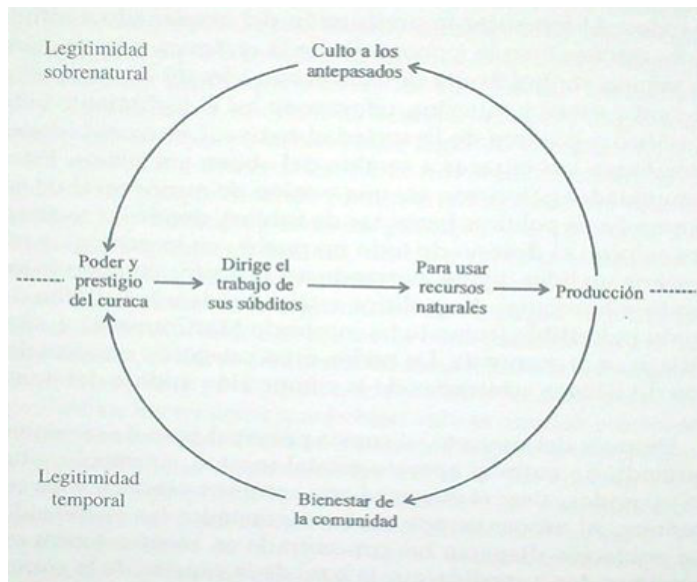 Legitimidad
sobrenatural
Culto a los
antepasados
Poder y
prestigio
del curaca
Dirige el
trabajo de
sus súbditos
Para usar
recursos
naturales
Producción
Legitimidad
temporal
Bienestar de
la comunidad